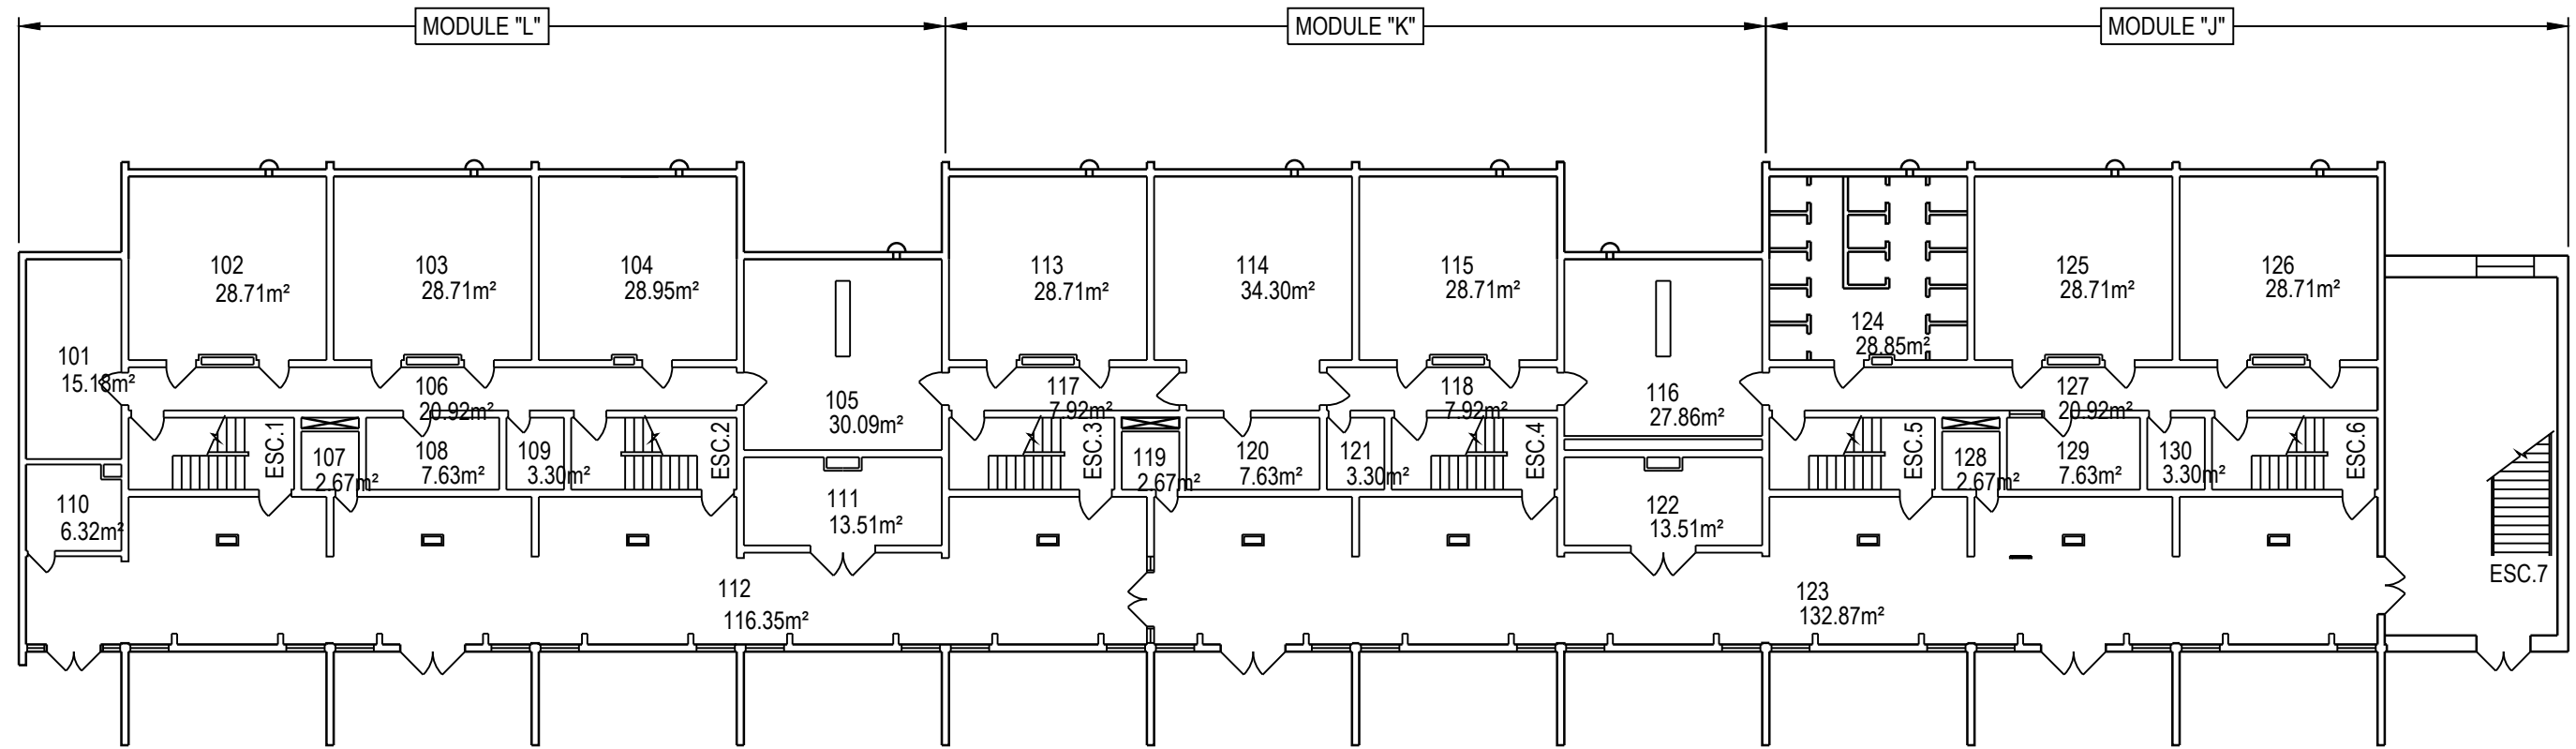 MODULE "L"
MODULE "K"
MODULE "J"
102
28.71m²
103
28.71m²
104
28.95m²
113
28.71m²
114
34.30m²
115
28.71m²
125
28.71m²
126
28.71m²
124
28.85m²
101
15.18m²
106
20.92m²
105
30.09m²
117
7.92m²
118
7.92m²
116
27.86m²
127
20.92m²
ESC.1
107
2.67m²
108
7.63m²
109
3.30m²
ESC.2
ESC.3
119
2.67m²
120
7.63m²
121
3.30m²
ESC.4
ESC.5
128
2.67m²
129
7.63m²
130
3.30m²
ESC.6
110
6.32m²
111
13.51m²
122
13.51m²
ESC.7
112
116.35m²
123
132.87m²